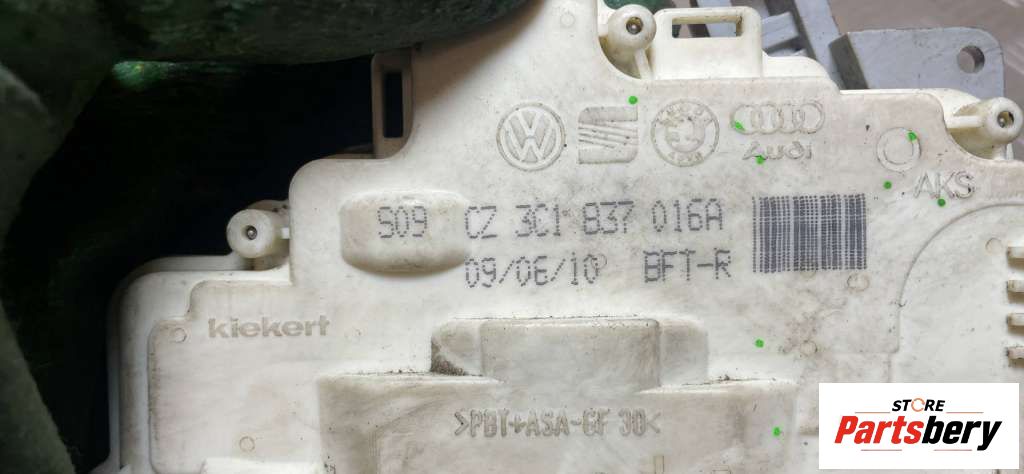 Audi
AKS
S09 CZ 3C1 837 016A
09/06/10 BFT-R
kiekert
>PBT+ASA-GF 30<
STORE
Partsbery